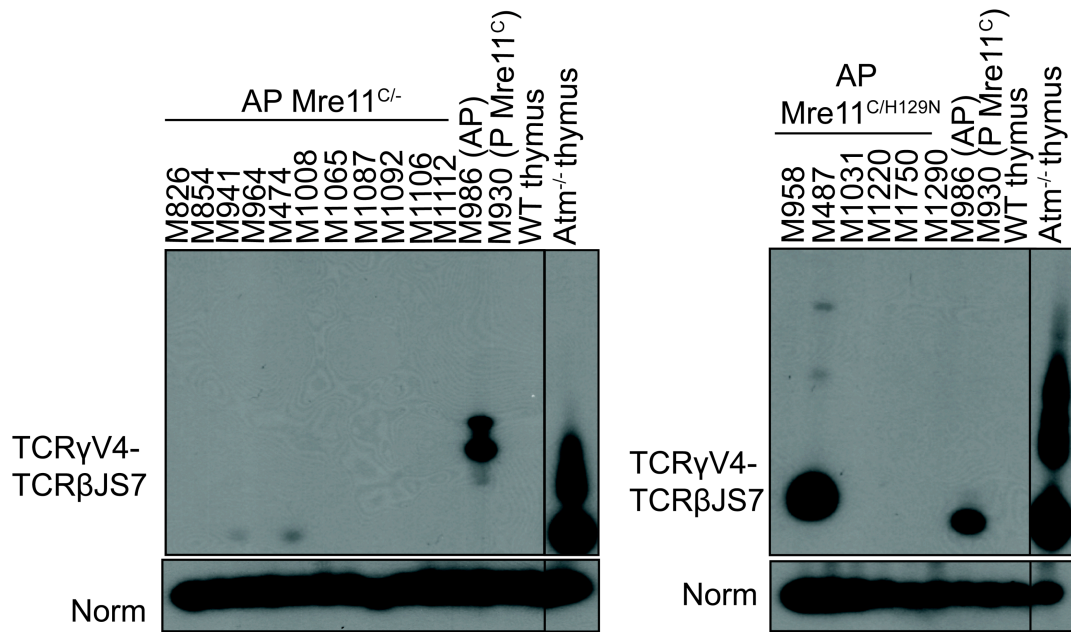 AP Mre11C/-
M826
M854
M941
M964
M474
M1008
M1065
M1087
M1092
M1106
M1112
M986 (AP)
M930 (P Mre11C)
WT thymus
Atm-/- thymus
TCRγV4-
TCRβJS7
Norm
AP
Mre11C/H129N
M958
M487
M1031
M1220
M1750
M1290
M986 (AP)
M930 (P Mre11C)
WT thymus
Atm-/- thymus
TCRγV4-
TCRβJS7
Norm